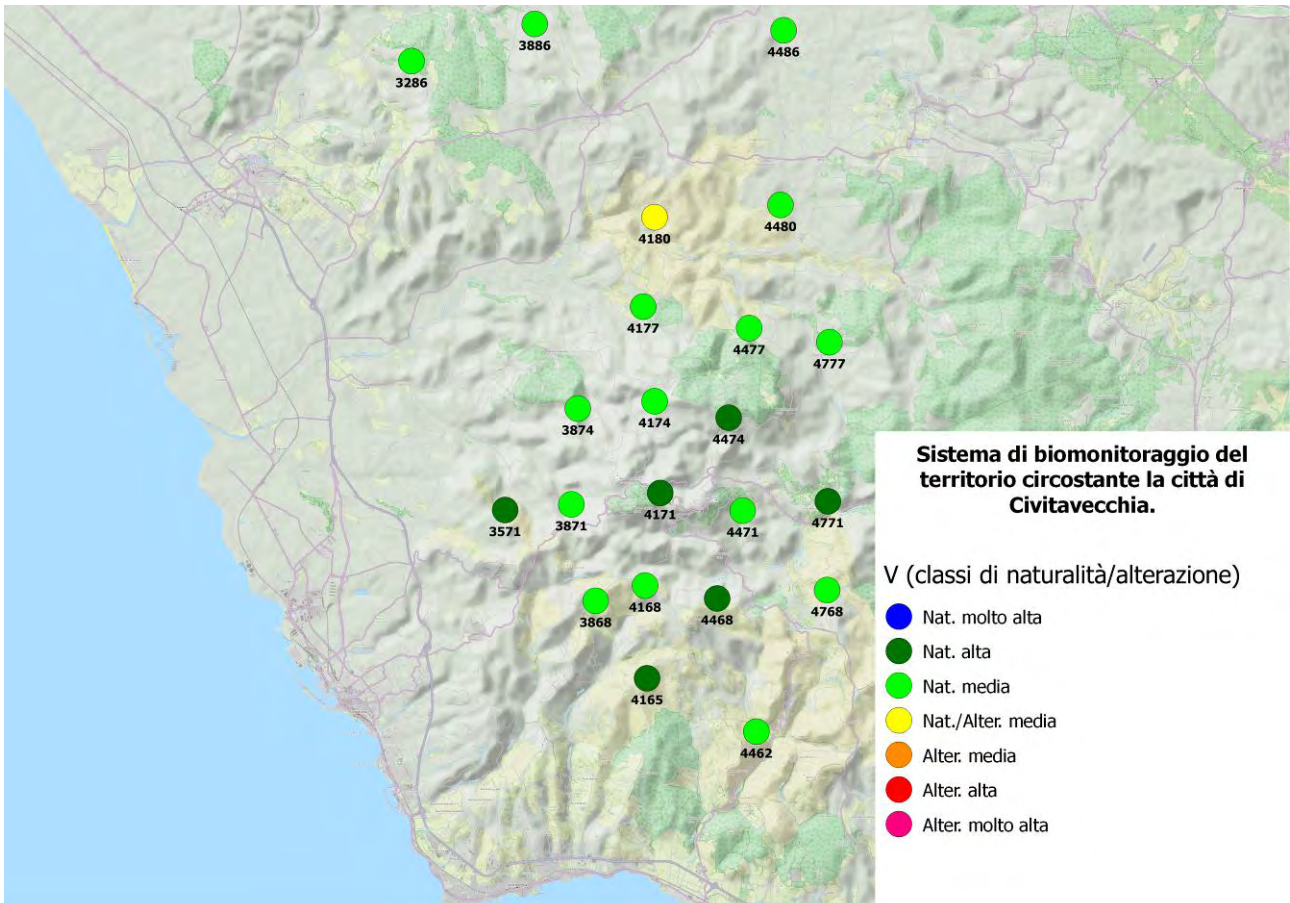 3886
4486
3286
4480
4180
4177
4477
4777
3874
4174
4474
3571
3871
4171
4471
4771
3868
4168
4468
4768
4165
4462
Sistema di biomonitoraggio del
territorio circostante la città di
Civitavecchia.
V (classi di naturalità/alterazione)
Nat. molto alta
Nat. alta
Nat. media
Nat./Alter. media
Alter. media
Alter. alta
Alter. molto alta